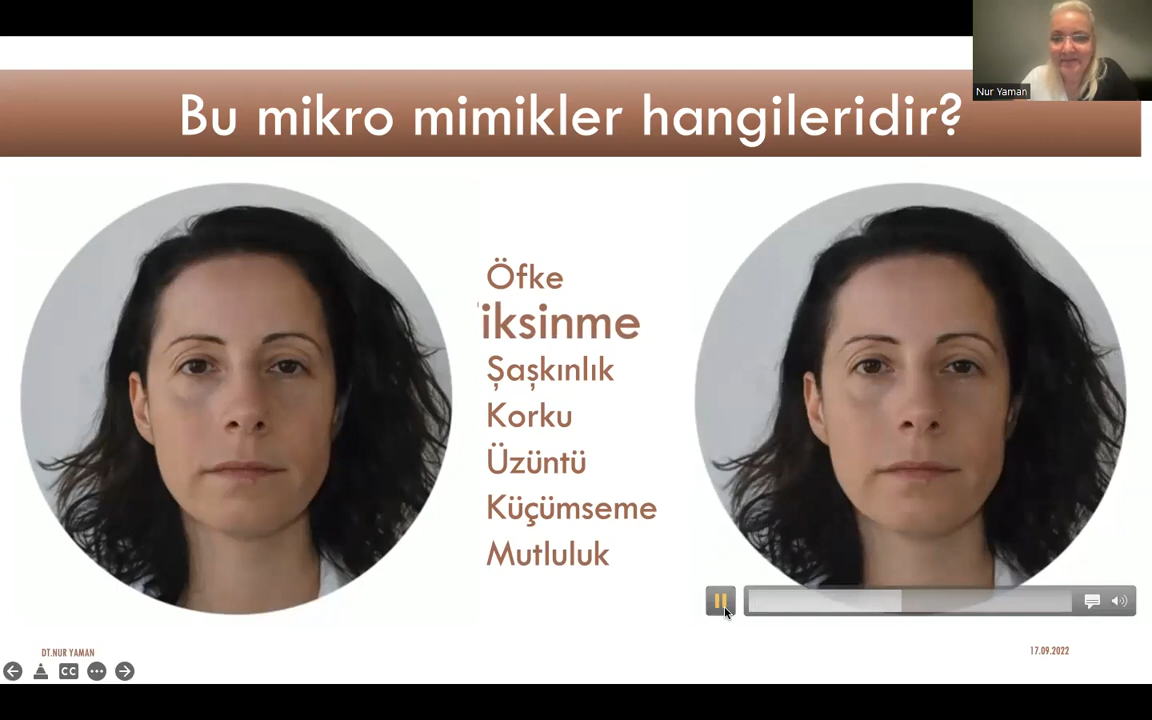 Nur Yaman
Bu mikro mimikler hangileridir?
Öfke
iksinme
Şaşkınlık
Korku
Üzüntü
Küçümseme
Mutluluk
DT.NUR YAMAN
17.09.2022
CC